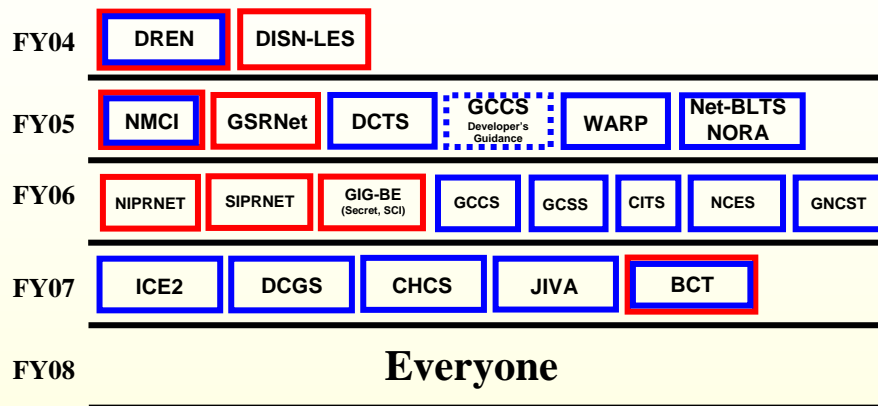 FY04 DREN DISN-LES
FY05 NMCI GSRNet DCTS GCCS Developer's Guidance WARP Net-BLTS NORA
FY06 NIPRNET SIPRNET GIG-BE (Secret, SCI) GCCS GCSS CITS NCES GNCST
FY07 ICE2 DCGS CHCS JIVA BCT
FY08 Everyone